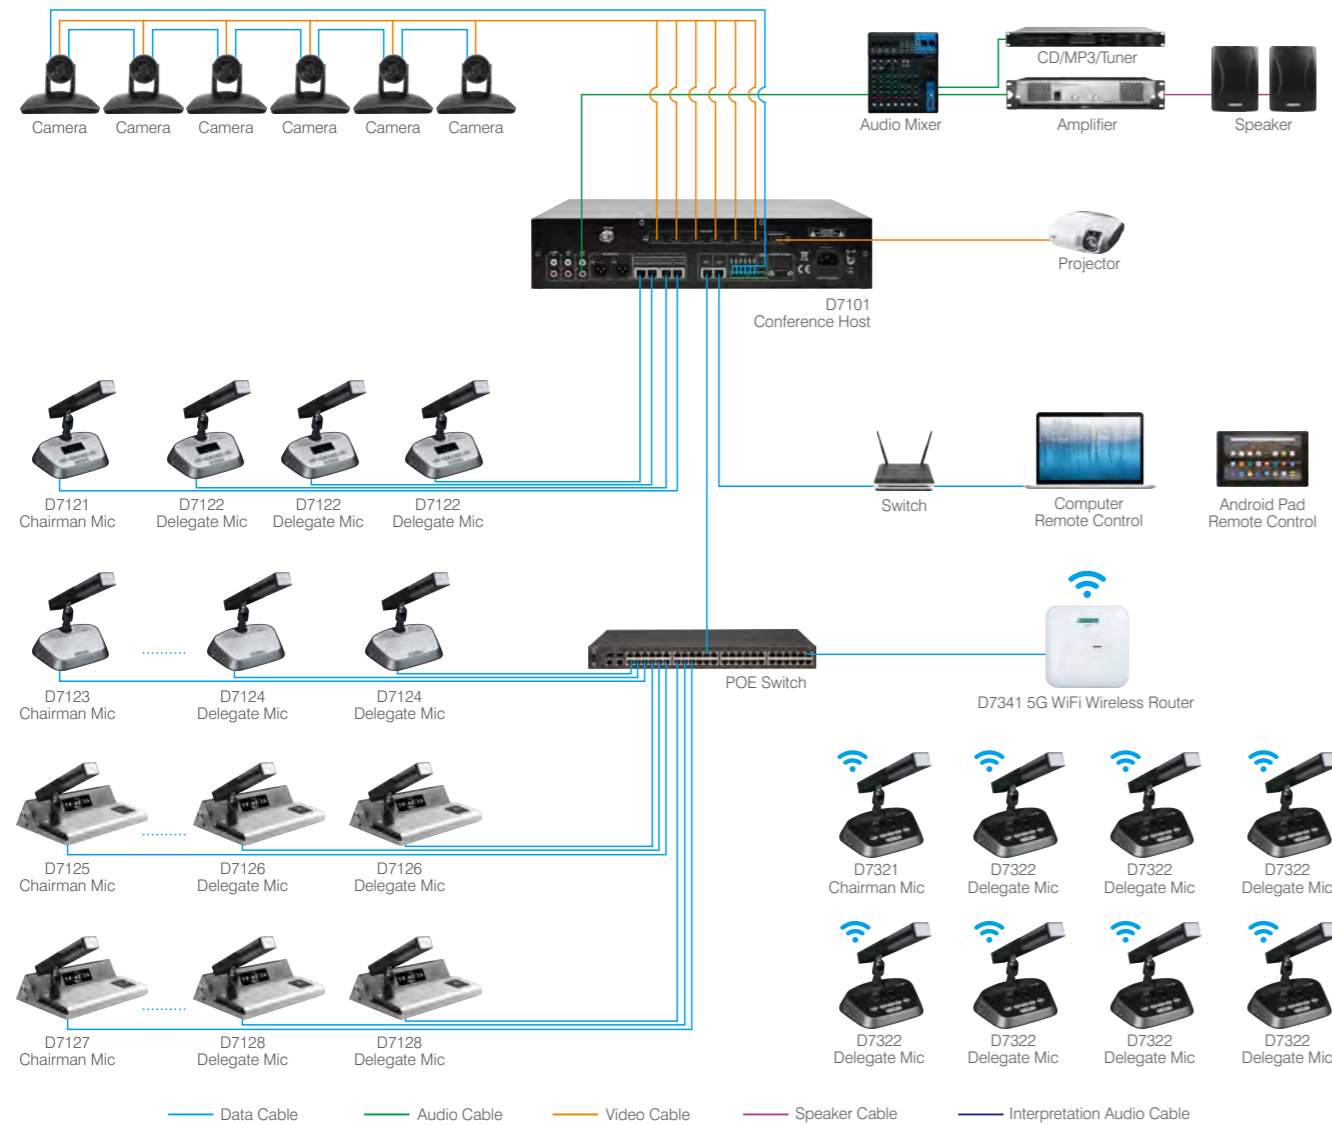 Camera
Camera
Camera
Camera
Camera
Camera
Audio Mixer
CD/MP3/Tuner
Amplifier
Speaker
Projector
D7101
Conference Host
D7121
Chairman Mic
D7122
Delegate Mic
D7122
Delegate Mic
D7122
Delegate Mic
Switch
Computer
Remote Control
Android Pad
Remote Control
D7123
Chairman Mic
D7124
Delegate Mic
D7124
Delegate Mic
POE Switch
D7341 5G WiFi Wireless Router
D7125
Chairman Mic
D7126
Delegate Mic
D7126
Delegate Mic
D7321
Chairman Mic
D7322
Delegate Mic
D7322
Delegate Mic
D7322
Delegate Mic
D7127
Chairman Mic
D7128
Delegate Mic
D7128
Delegate Mic
D7322
Delegate Mic
D7322
Delegate Mic
D7322
Delegate Mic
D7322
Delegate Mic
Data Cable
Audio Cable
Video Cable
Speaker Cable
Interpretation Audio Cable